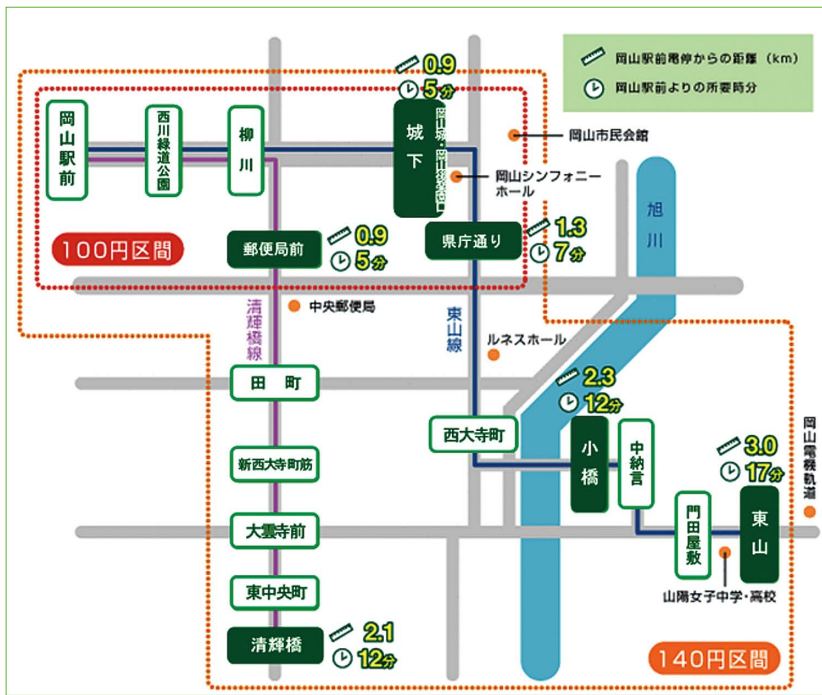 岡山駅前電停からの距離 (km)
岡山駅前よりの所要時分
0.9
5分
岡山駅前
西川緑道公園
柳川
城下
岡山市民会館
岡山シンフォニー
ホール
旭川
100円区間
郵便局前
0.9
5分
県庁通り
1.3
7分
清輝橋線
中央郵便局
東山線
ルネスホール
田町
2.3
12分
西大寺町
小橋
中納言
岡山電機軌道
新西大寺町筋
3.0
17分
大雲寺前
門田屋敷
東山
東中央町
山陽女子中学・高校
清輝橋
2.1
12分
140円区間